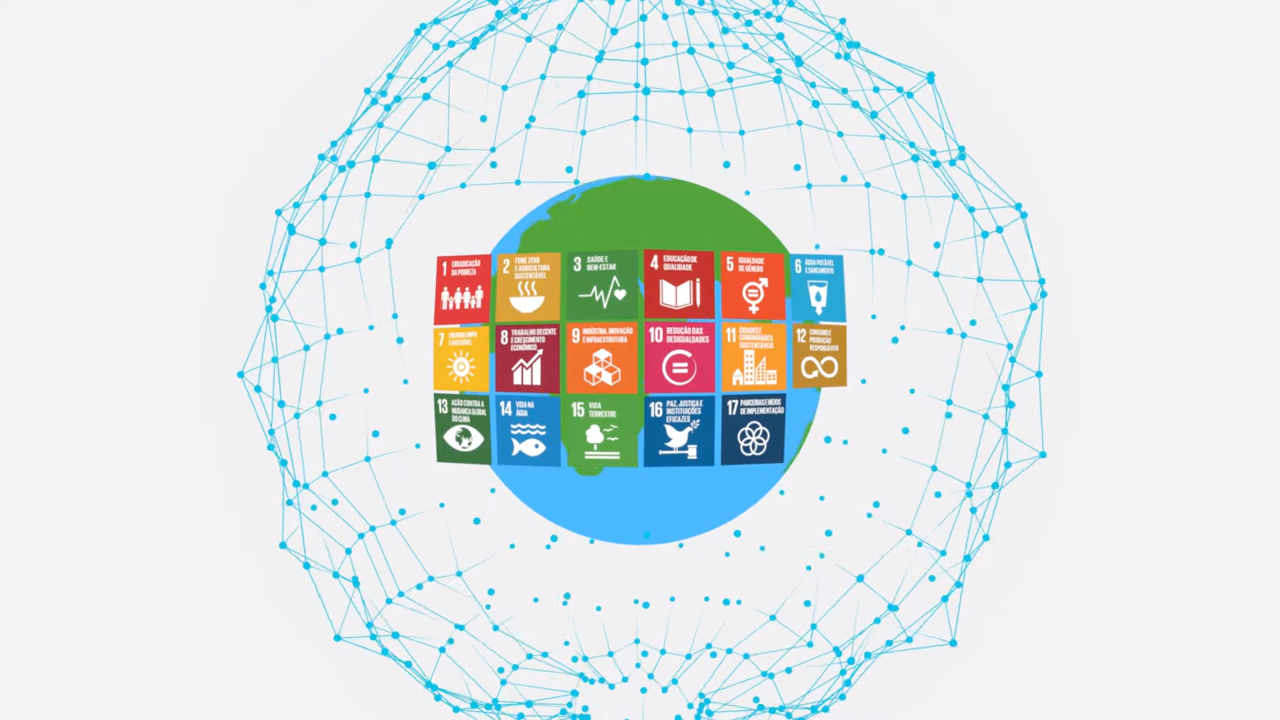 1 ERRADICAÇÃO
DA POBREZA
2 FOME ZERO
E AGRICULTURA
SUSTENTÁVEL
3 SAÚDE E
BEM-ESTAR
4 EDUCAÇÃO DE
QUALIDADE
5 IGUALDADE
DE GÊNERO
6 ÁGUA POTÁVEL
E SANEAMENTO
7
8 TRABALHO DECENTE
E CRESCIMENTO
ECONÔMICO
9 INDÚSTRIA, INOVAÇÃO
E INFRAESTRUTURA
10 REDUÇÃO DAS
DESIGUALDADES
11 CIDADES E
COMUNIDADES
SUSTENTÁVEIS
12 CONSUMO E
PRODUÇÃO
RESPONSÁVEIS
13 AÇÃO CONTRA A
MUDANÇA GLOBAL
DO CLIMA
14 VIDA NA
ÁGUA
15 VIDA
TERRESTRE
16 PAZ, JUSTIÇA E
INSTITUIÇÕES
EFICAZES
17 PARCERIAS E MEIOS
DE IMPLEMENTAÇÃO